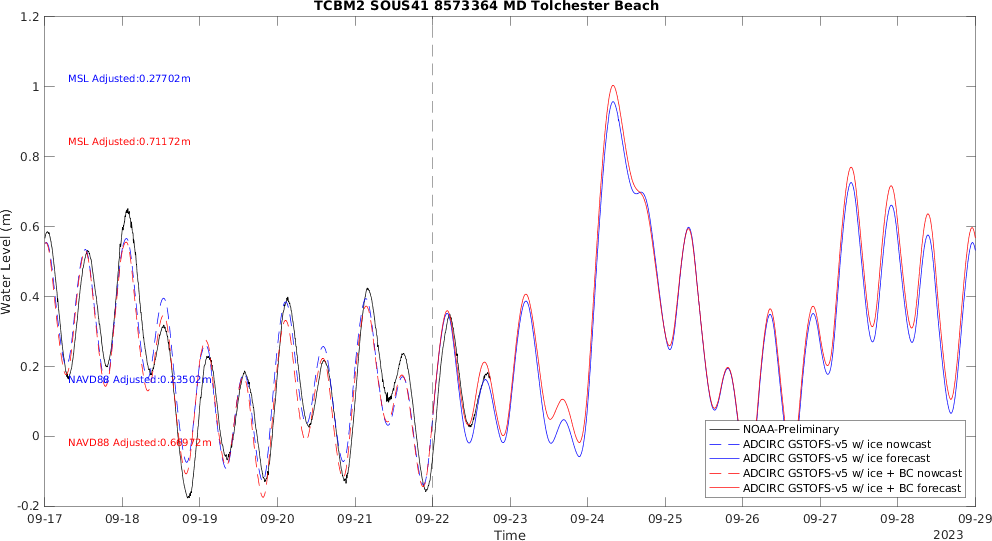 TCBM2 SOUS41 8573364 MD Tolchester Beach
1.2
1
0.8
0.6
0.4
0.2
0
-0.2
Water Level (m)
MSL Adjusted:0.27702m
MSL Adjusted:0.71172m
NAVD88 Adjusted:0.23502m
NAVD88 Adjusted:0.66972m
NOAA-Preliminary
ADCIRC GSTOFS-v5 w/ ice nowcast
ADCIRC GSTOFS-v5 w/ ice forecast
ADCIRC GSTOFS-v5 w/ ice + BC nowcast
ADCIRC GSTOFS-v5 w/ ice + BC forecast
09-17 09-18 09-19 09-20 09-21 09-22 09-23 09-24 09-25 09-26 09-27 09-28 09-29
Time
2023